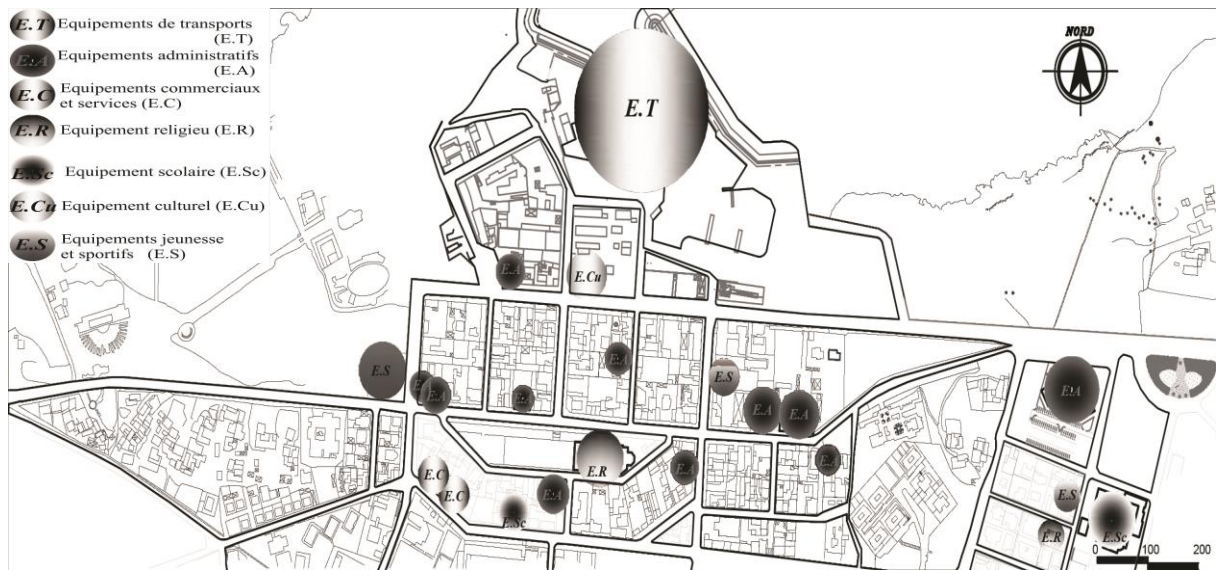 E.T Equipements de transports
(E.T)
E.A Equipements administratifs
(E.A)
E.C Equipements commerciaux
et services (E.C)
E.R Equipement religieu (E.R)
E.Sc Equipement scolaire (E.Sc)
E.Cu Equipement culturel (E.Cu)
E.S Equipements jeunesse
et sportifs (E.S)
NORD
E.T
E.A
E.Cu
E.A
E.S
E.S
E.A
E.A
E.A
E.A
E.A
E.R
E.A
E.A
E.C
E.C
E.A
E.Sc
E.S
E.R
E.Sc
0 100 200